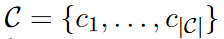 𝒞 = {c₁, . . . , c_|𝒞|}